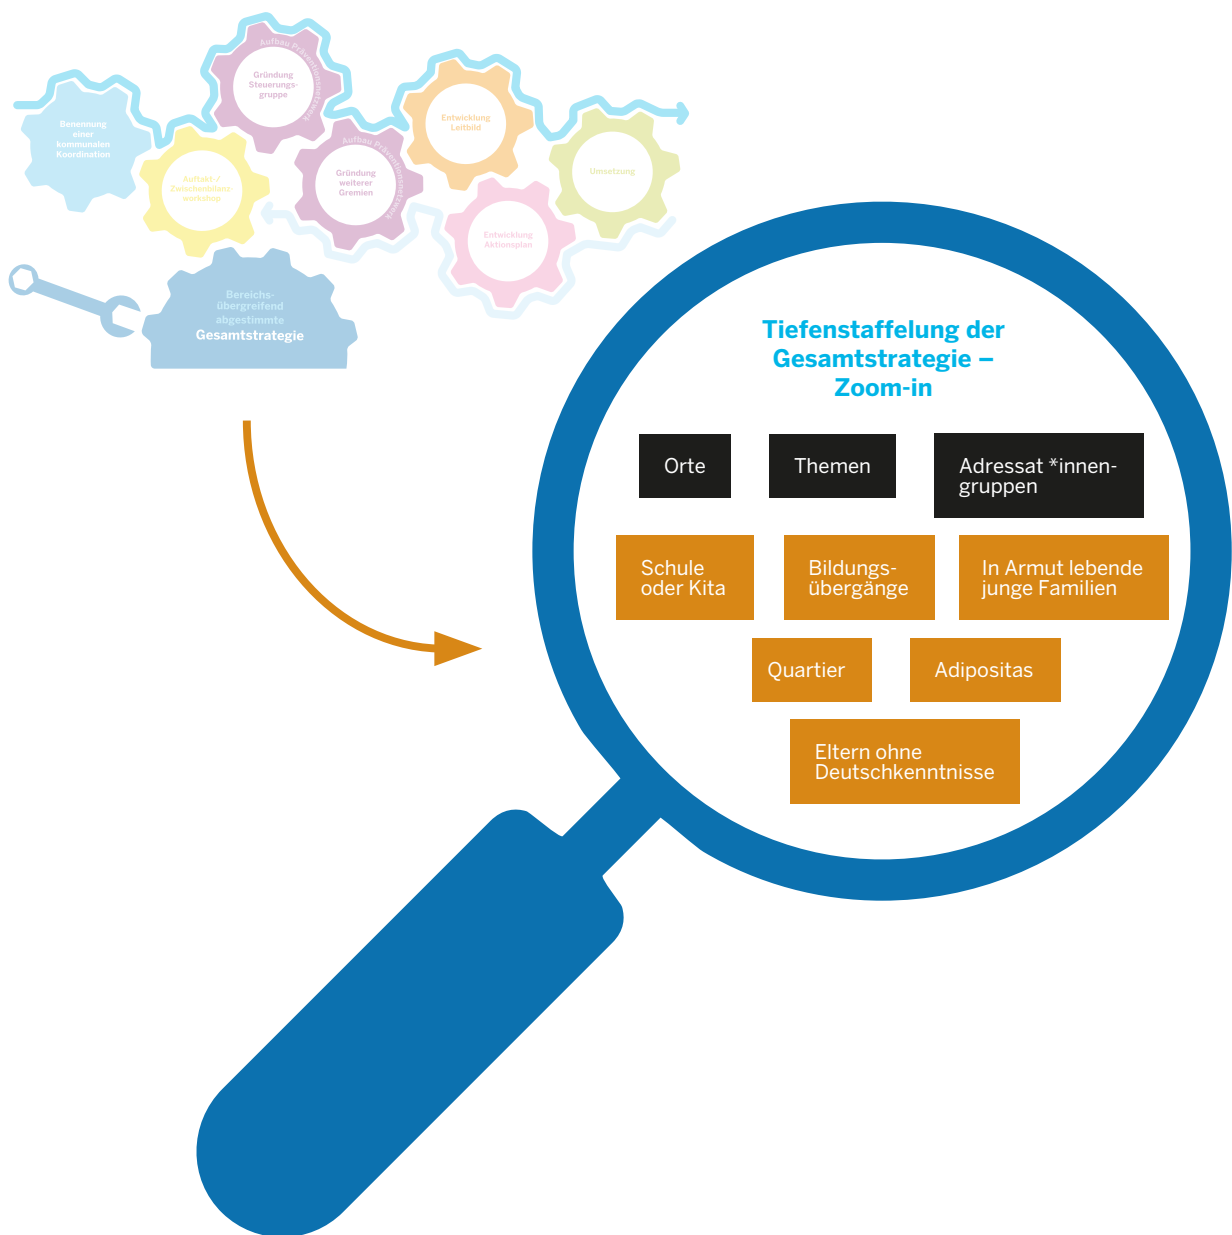 Benennung
einer
kommunalen
Koordination
Auftakt-/
Zwischenbilanz
workshop
Aufbau Präventionsnetzwerk
Gründung
Steuerungs-
gruppe
Aufbau Präventionsnetzwerk
Gründung
weiterer
Gremien
Entwicklung
Leitbild
Entwicklung
Aktionsplan
Umsetzung
Bereichs-
übergreifend
abgestimmte
Gesamtstrategie
Tiefenstaffelung der
Gesamtstrategie –
Zoom-in
Orte
Themen
Adressat *innen-
gruppen
Schule
oder Kita
Bildungs-
übergänge
In Armut lebende
junge Familien
Quartier
Adipositas
Eltern ohne
Deutschkenntnisse